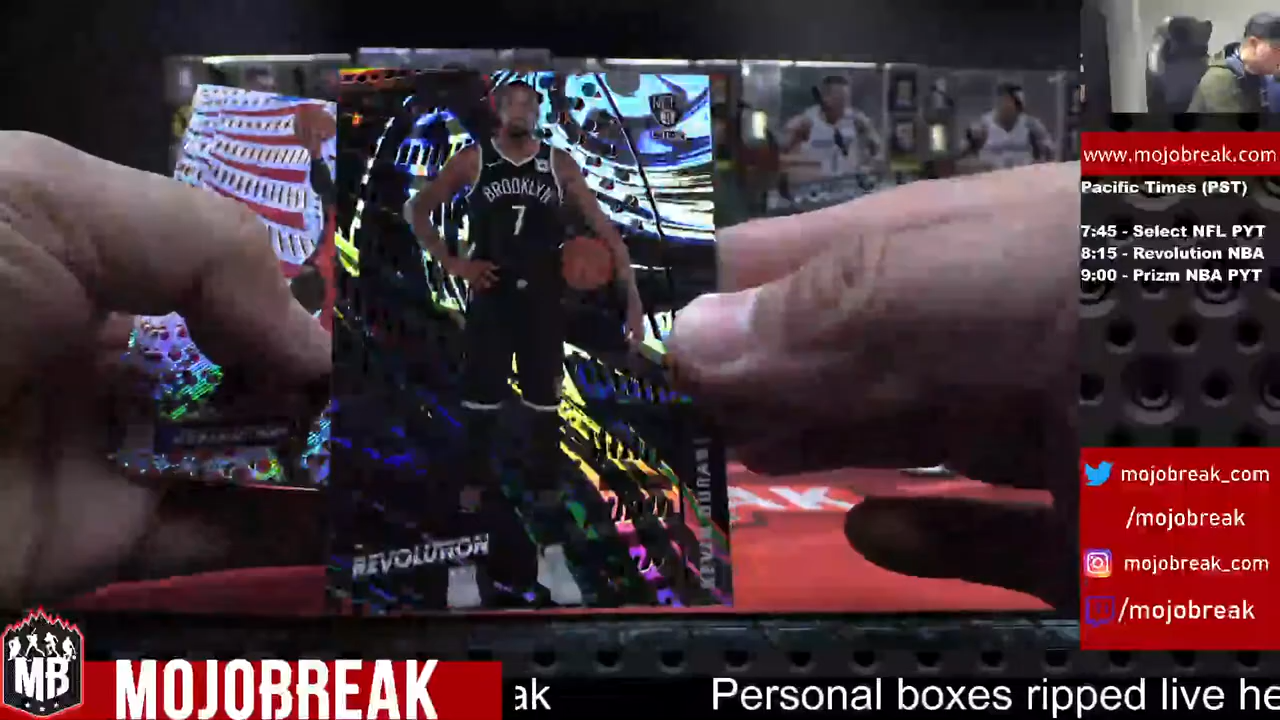 BROOKLYN
7
REVOLUTION
KEVIN DURANT
AK
www.mojobreak.com
Pacific Times (PST)
7:45 - Select NFL PYT
8:15 - Revolution NBA
9:00 - Prizm NBA PYT
mojobreak_com
/mojobreak
mojobreak_com
/mojobreak
MB
MOJOBREAK
ak
Personal boxes ripped live he